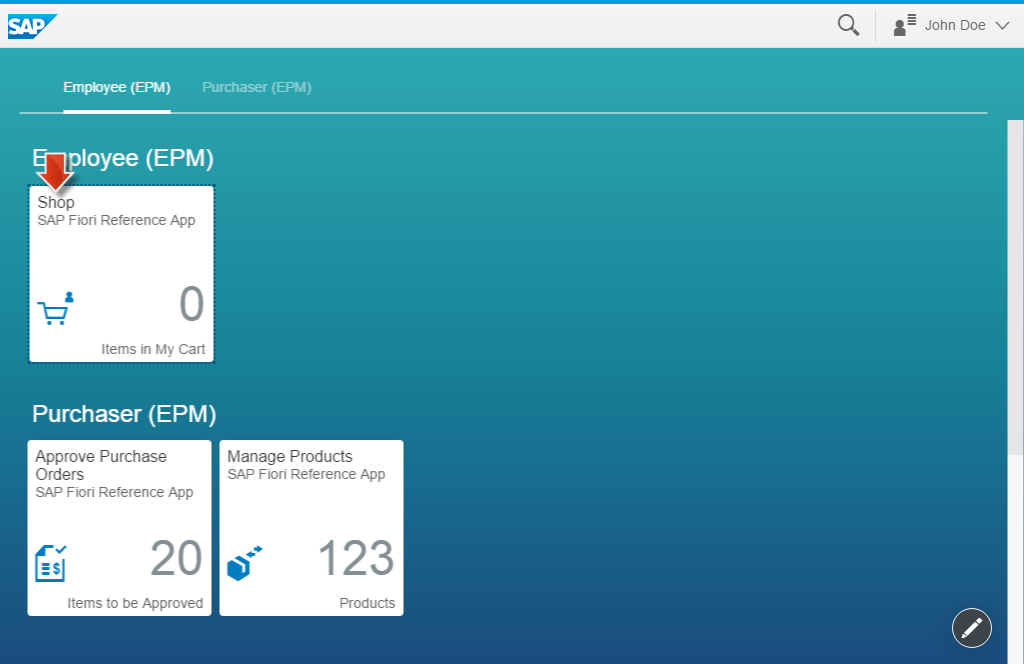 SAP
John Doe
Employee (EPM)
Purchaser (EPM)
Employee (EPM)
Shop
SAP Fiori Reference App
0
Items in My Cart
Purchaser (EPM)
Approve Purchase
Orders
SAP Fiori Reference App
20
Items to be Approved
Manage Products
SAP Fiori Reference App
123
Products